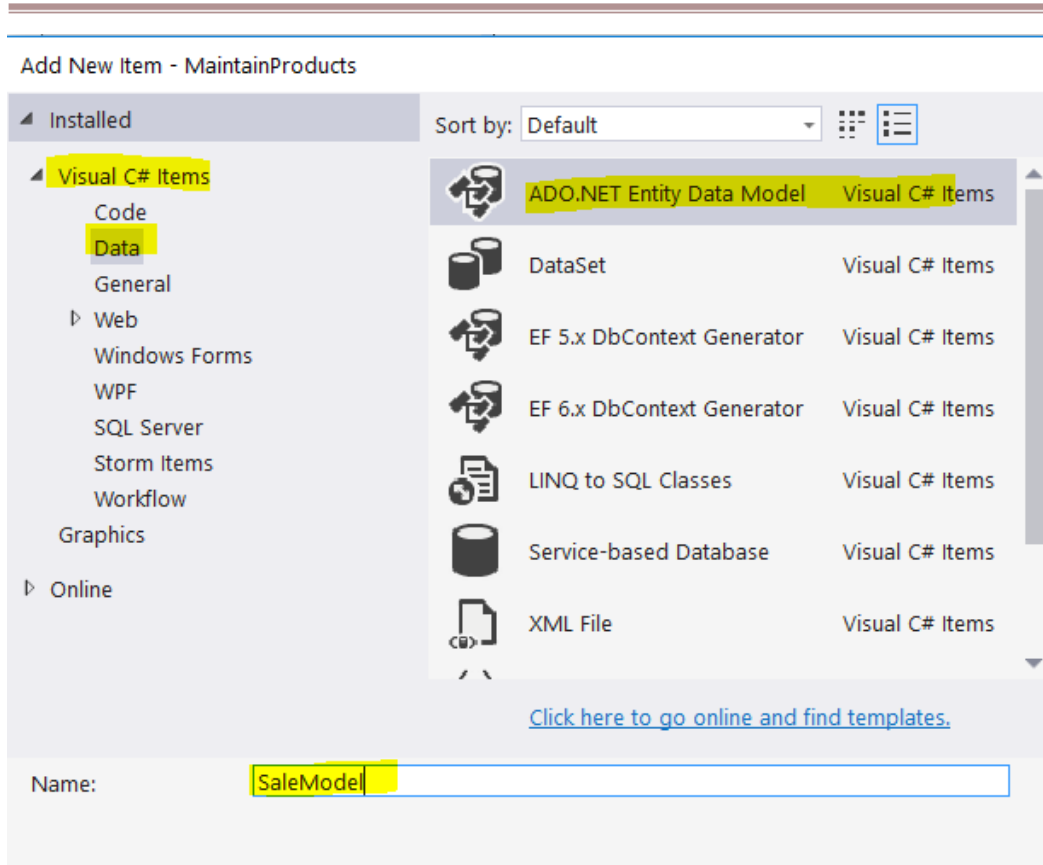 Add New Item - MaintainProducts
Installed
Sort by: Default
Visual C# Items
Code
Data
General
Web
Windows Forms
WPF
SQL Server
Storm Items
Workflow
Graphics
Online
ADO.NET Entity Data Model Visual C# Items
DataSet Visual C# Items
EF 5.x DbContext Generator Visual C# Items
EF 6.x DbContext Generator Visual C# Items
LINQ to SQL Classes Visual C# Items
Service-based Database Visual C# Items
XML File Visual C# Items
Click here to go online and find templates.
Name: SaleModel